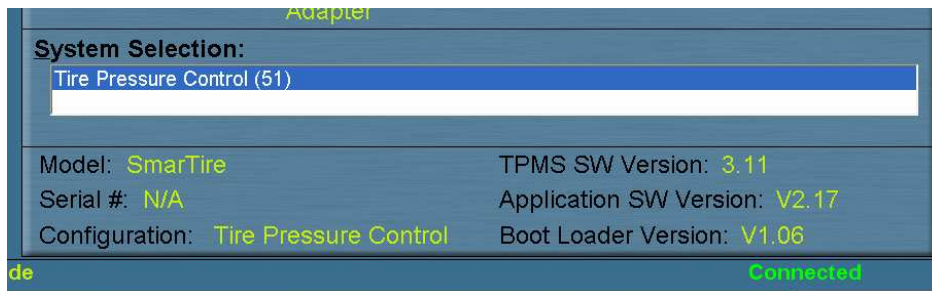 Adapter
System Selection:
Tire Pressure Control (51)
Model: SmarTire TPMS SW Version: 3.11
Serial #: N/A Application SW Version: V2.17
Configuration: Tire Pressure Control Boot Loader Version: V1.06
de Connected